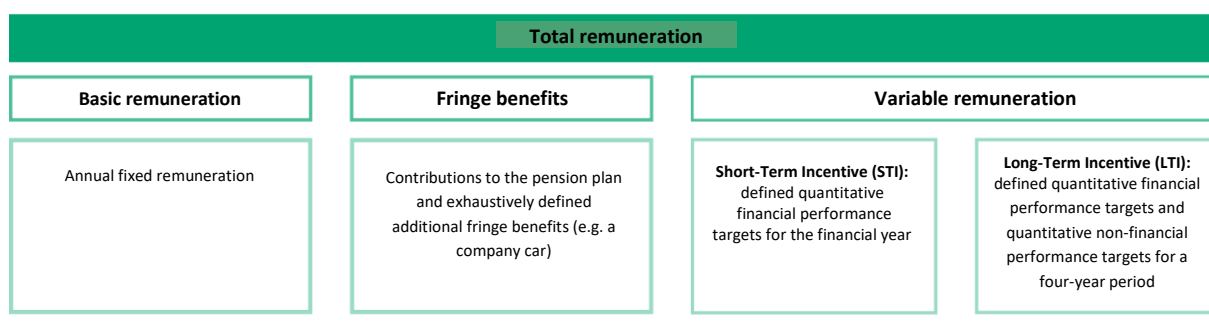 Total remuneration
Basic remuneration
Fringe benefits
Variable remuneration
Annual fixed remuneration
Contributions to the pension plan
and exhaustively defined
additional fringe benefits (e.g. a
company car)
Short-Term Incentive (STI):
defined quantitative
financial performance
targets for the financial year
Long-Term Incentive (LTI):
defined quantitative financial
performance targets and
quantitative non-financial
performance targets for a
four-year period